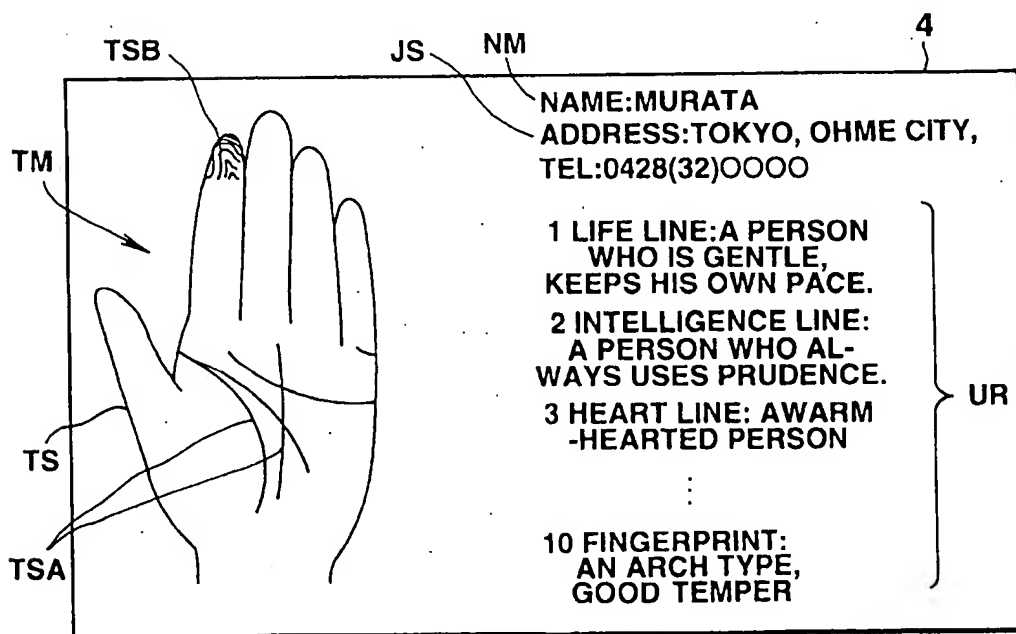 4
TSB
JS
NM
NAME:MURATA
ADDRESS:TOKYO, OHME CITY,
TEL:0428(32)○○○○
TM
1 LIFE LINE:A PERSON
WHO IS GENTLE,
KEEPS HIS OWN PACE.
2 INTELLIGENCE LINE:
A PERSON WHO AL-
WAYS USES PRUDENCE.
3 HEART LINE: AWARM
-HEARTED PERSON
⋮
10 FINGERPRINT:
AN ARCH TYPE,
GOOD TEMPER
UR
TS
TSA